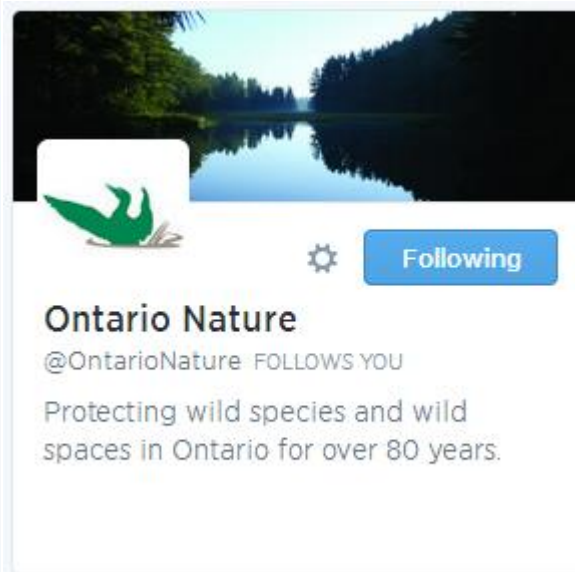 Following
Ontario Nature
@OntarioNature FOLLOWS YOU
Protecting wild species and wild
spaces in Ontario for over 80 years.